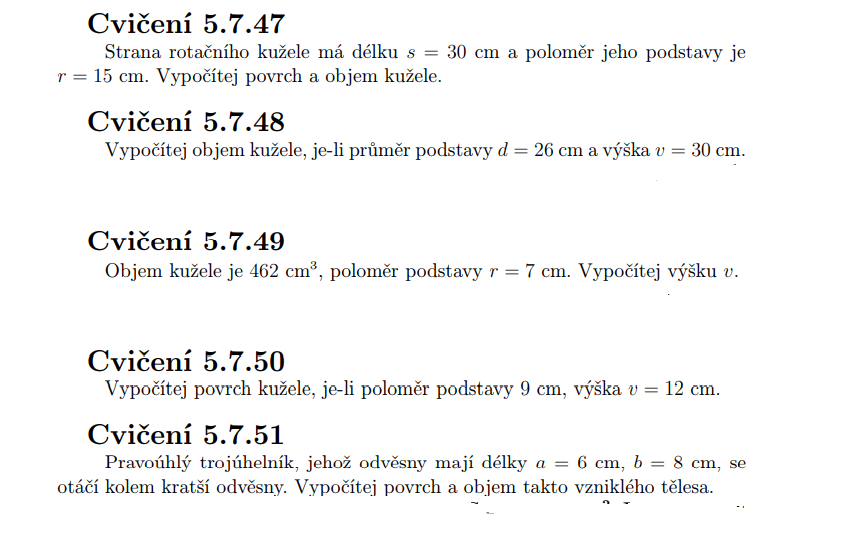 Cvičení 5.7.47
Strana rotačního kužele má délku s = 30 cm a poloměr jeho podstavy je
r = 15 cm. Vypočítej povrch a objem kužele.
Cvičení 5.7.48
Vypočítej objem kužele, je-li průměr podstavy d = 26 cm a výška v = 30 cm.
Cvičení 5.7.49
Objem kužele je 462 cm³, poloměr podstavy r = 7 cm. Vypočítej výšku v.
Cvičení 5.7.50
Vypočítej povrch kužele, je-li poloměr podstavy 9 cm, výška v = 12 cm.
Cvičení 5.7.51
Pravoúhlý trojúhelník, jehož odvěsny mají délky a = 6 cm, b = 8 cm, se
otáčí kolem kratší odvěsny. Vypočítej povrch a objem takto vzniklého tělesa.